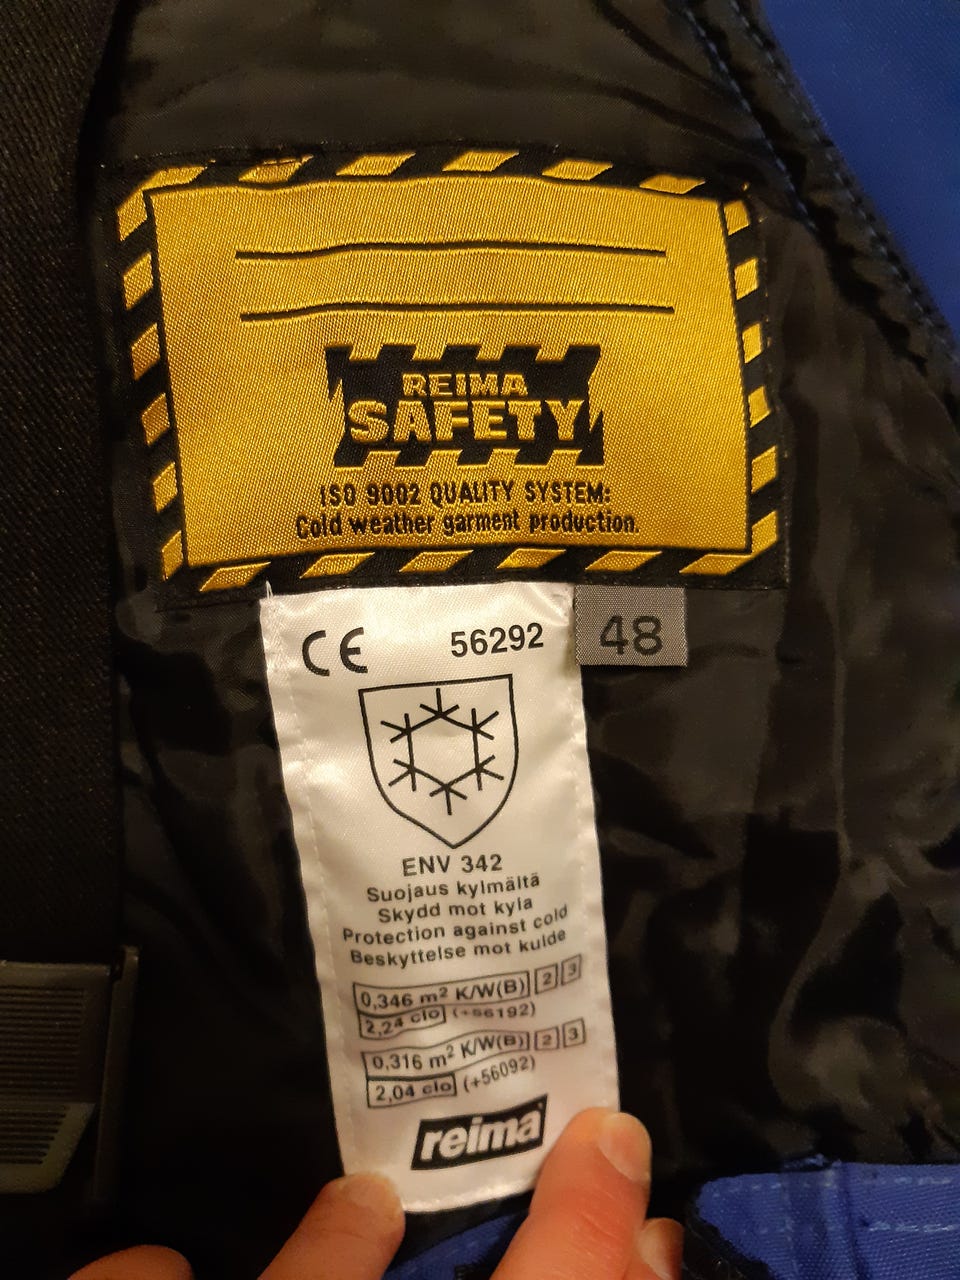 REIMA
SAFETY
ISO 9002 QUALITY SYSTEM:
Cold weather garment production.
CE 56292
48
ENV 342
Suojaus kylmältä
Skydd mot kyla
Protection against cold
Beskyttelse mot kulde
0,346 m² K/W(B) 2 3
2,24 clo (+56192)
0,316 m² K/W(B) 2 3
2,04 clo (+56092)
reima